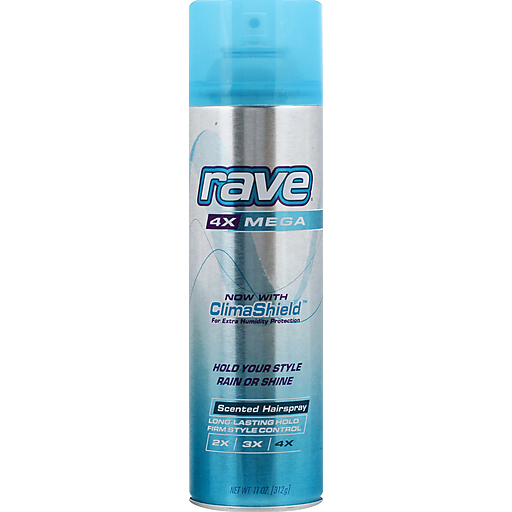 rave
4X MEGA
NOW WITH
ClimaShield™
For Extra Humidity Protection
HOLD YOUR STYLE
RAIN OR SHINE
Scented Hairspray
LONG-LASTING HOLD
FIRM STYLE CONTROL
2X | 3X | 4X
NET WT. 11 OZ. (312g)